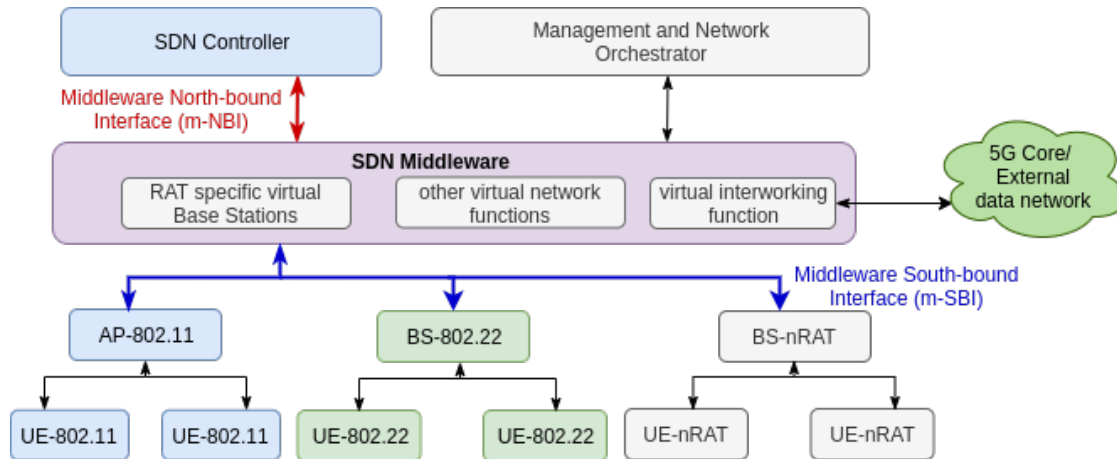 SDN Controller
Management and Network
Orchestrator
Middleware North-bound
Interface (m-NBI)
SDN Middleware
RAT specific virtual
Base Stations
other virtual network
functions
virtual interworking
function
5G Core/
External
data network
Middleware South-bound
Interface (m-SBI)
AP-802.11
BS-802.22
BS-nRAT
UE-802.11
UE-802.11
UE-802.22
UE-802.22
UE-nRAT
UE-nRAT